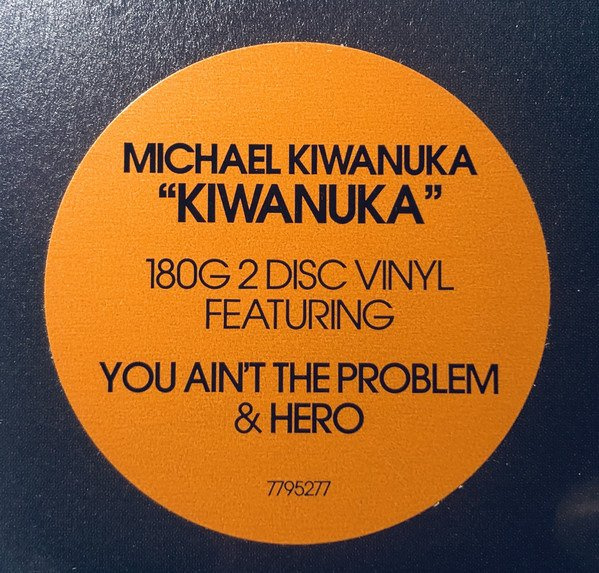 MICHAEL KIWANUKA
“KIWANUKA”
180G 2 DISC VINYL
FEATURING
YOU AIN'T THE PROBLEM
& HERO
7795277